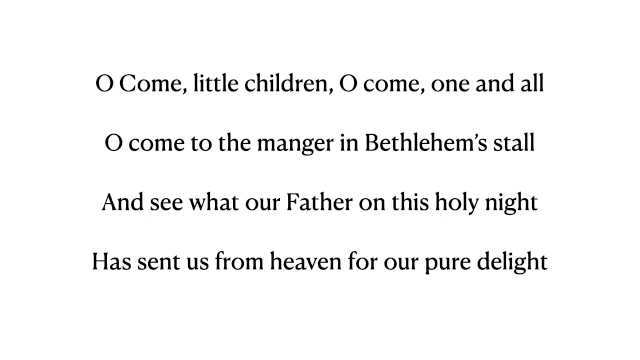 O Come, little children, O come, one and all
O come to the manger in Bethlehem’s stall
And see what our Father on this holy night
Has sent us from heaven for our pure delight